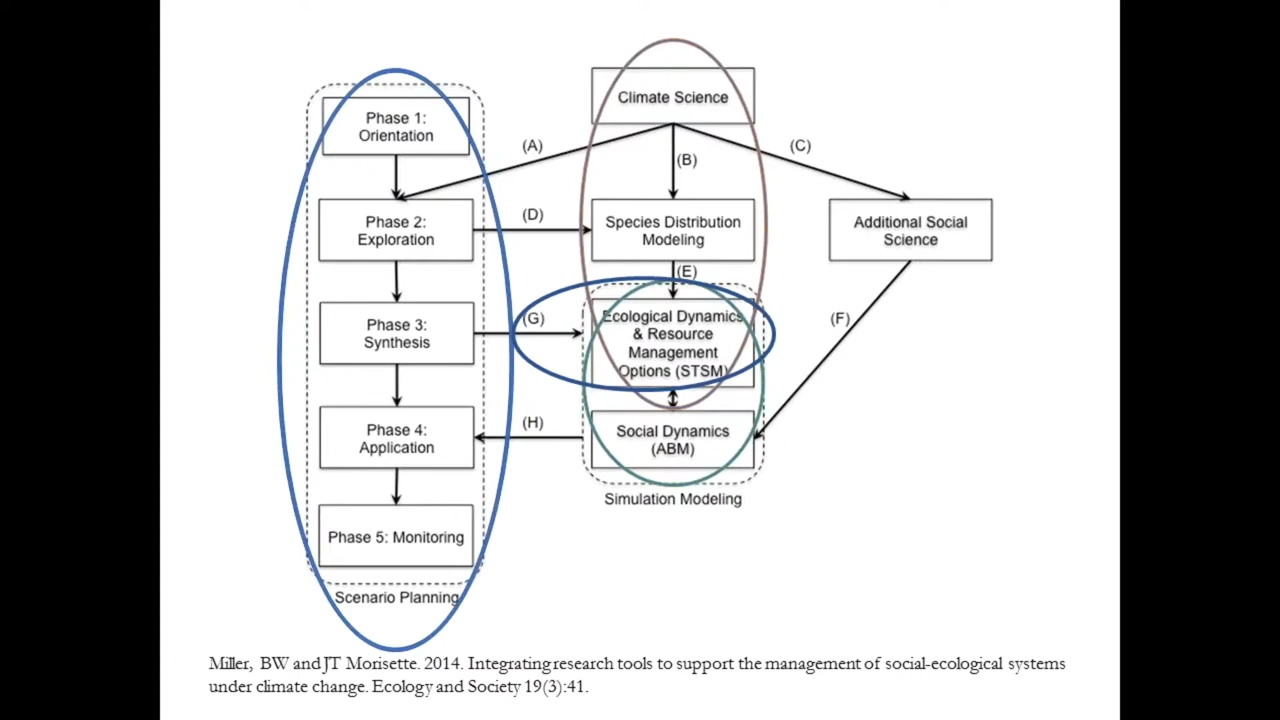 Climate Science
Phase 1:
Orientation
(A)
(B)
(C)
Phase 2:
Exploration
(D)
Species Distribution
Modeling
Additional Social
Science
(E)
Phase 3:
Synthesis
(G)
Ecological Dynamics
& Resource
Management
Options (STSM)
(F)
Phase 4:
Application
(H)
Social Dynamics
(ABM)
Simulation Modeling
Phase 5: Monitoring
Scenario Planning
Miller, BW and JT Morisette. 2014. Integrating research tools to support the management of social-ecological systems
under climate change. Ecology and Society 19(3):41.